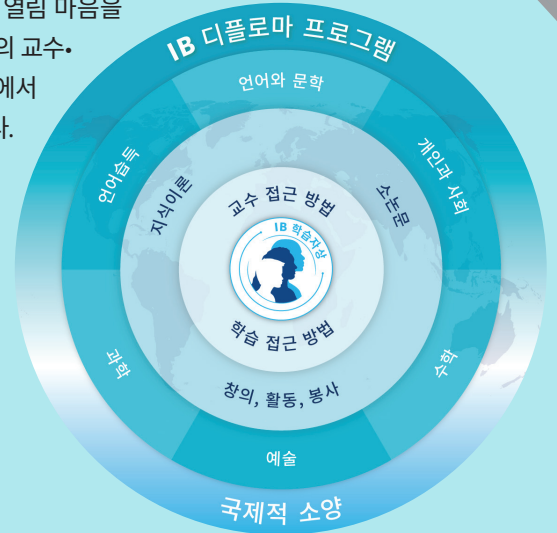 열림 마음을
의 교수•
에서
다.
IB 디플로마 프로그램
언어와 문학
언어습득
개인과 사회
지식이론
소논문
교수 접근 방법
IB 학습자상
학습 접근 방법
과학
수학
창의, 활동, 봉사
예술
국제적 소양